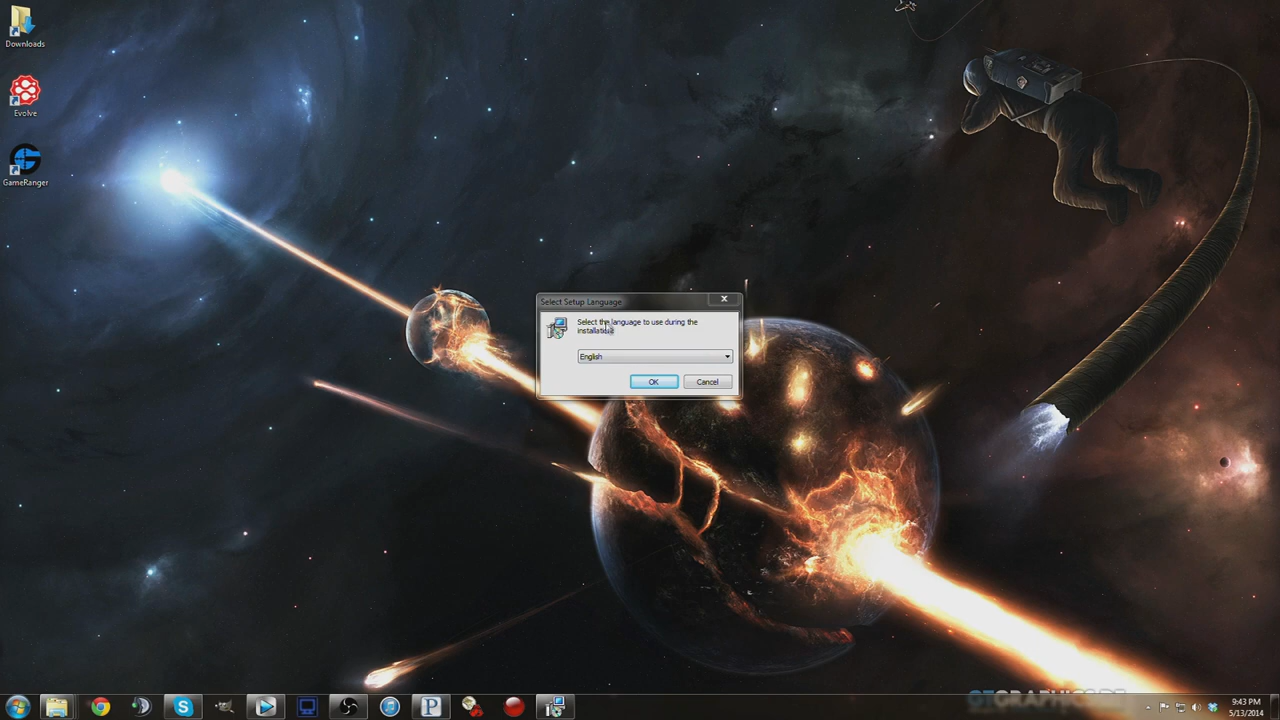 Downloads
Evolve
GameRanger
Select Setup Language
Select the language to use during the
installation:
English
OK
Cancel
9:43 PM
5/13/2014